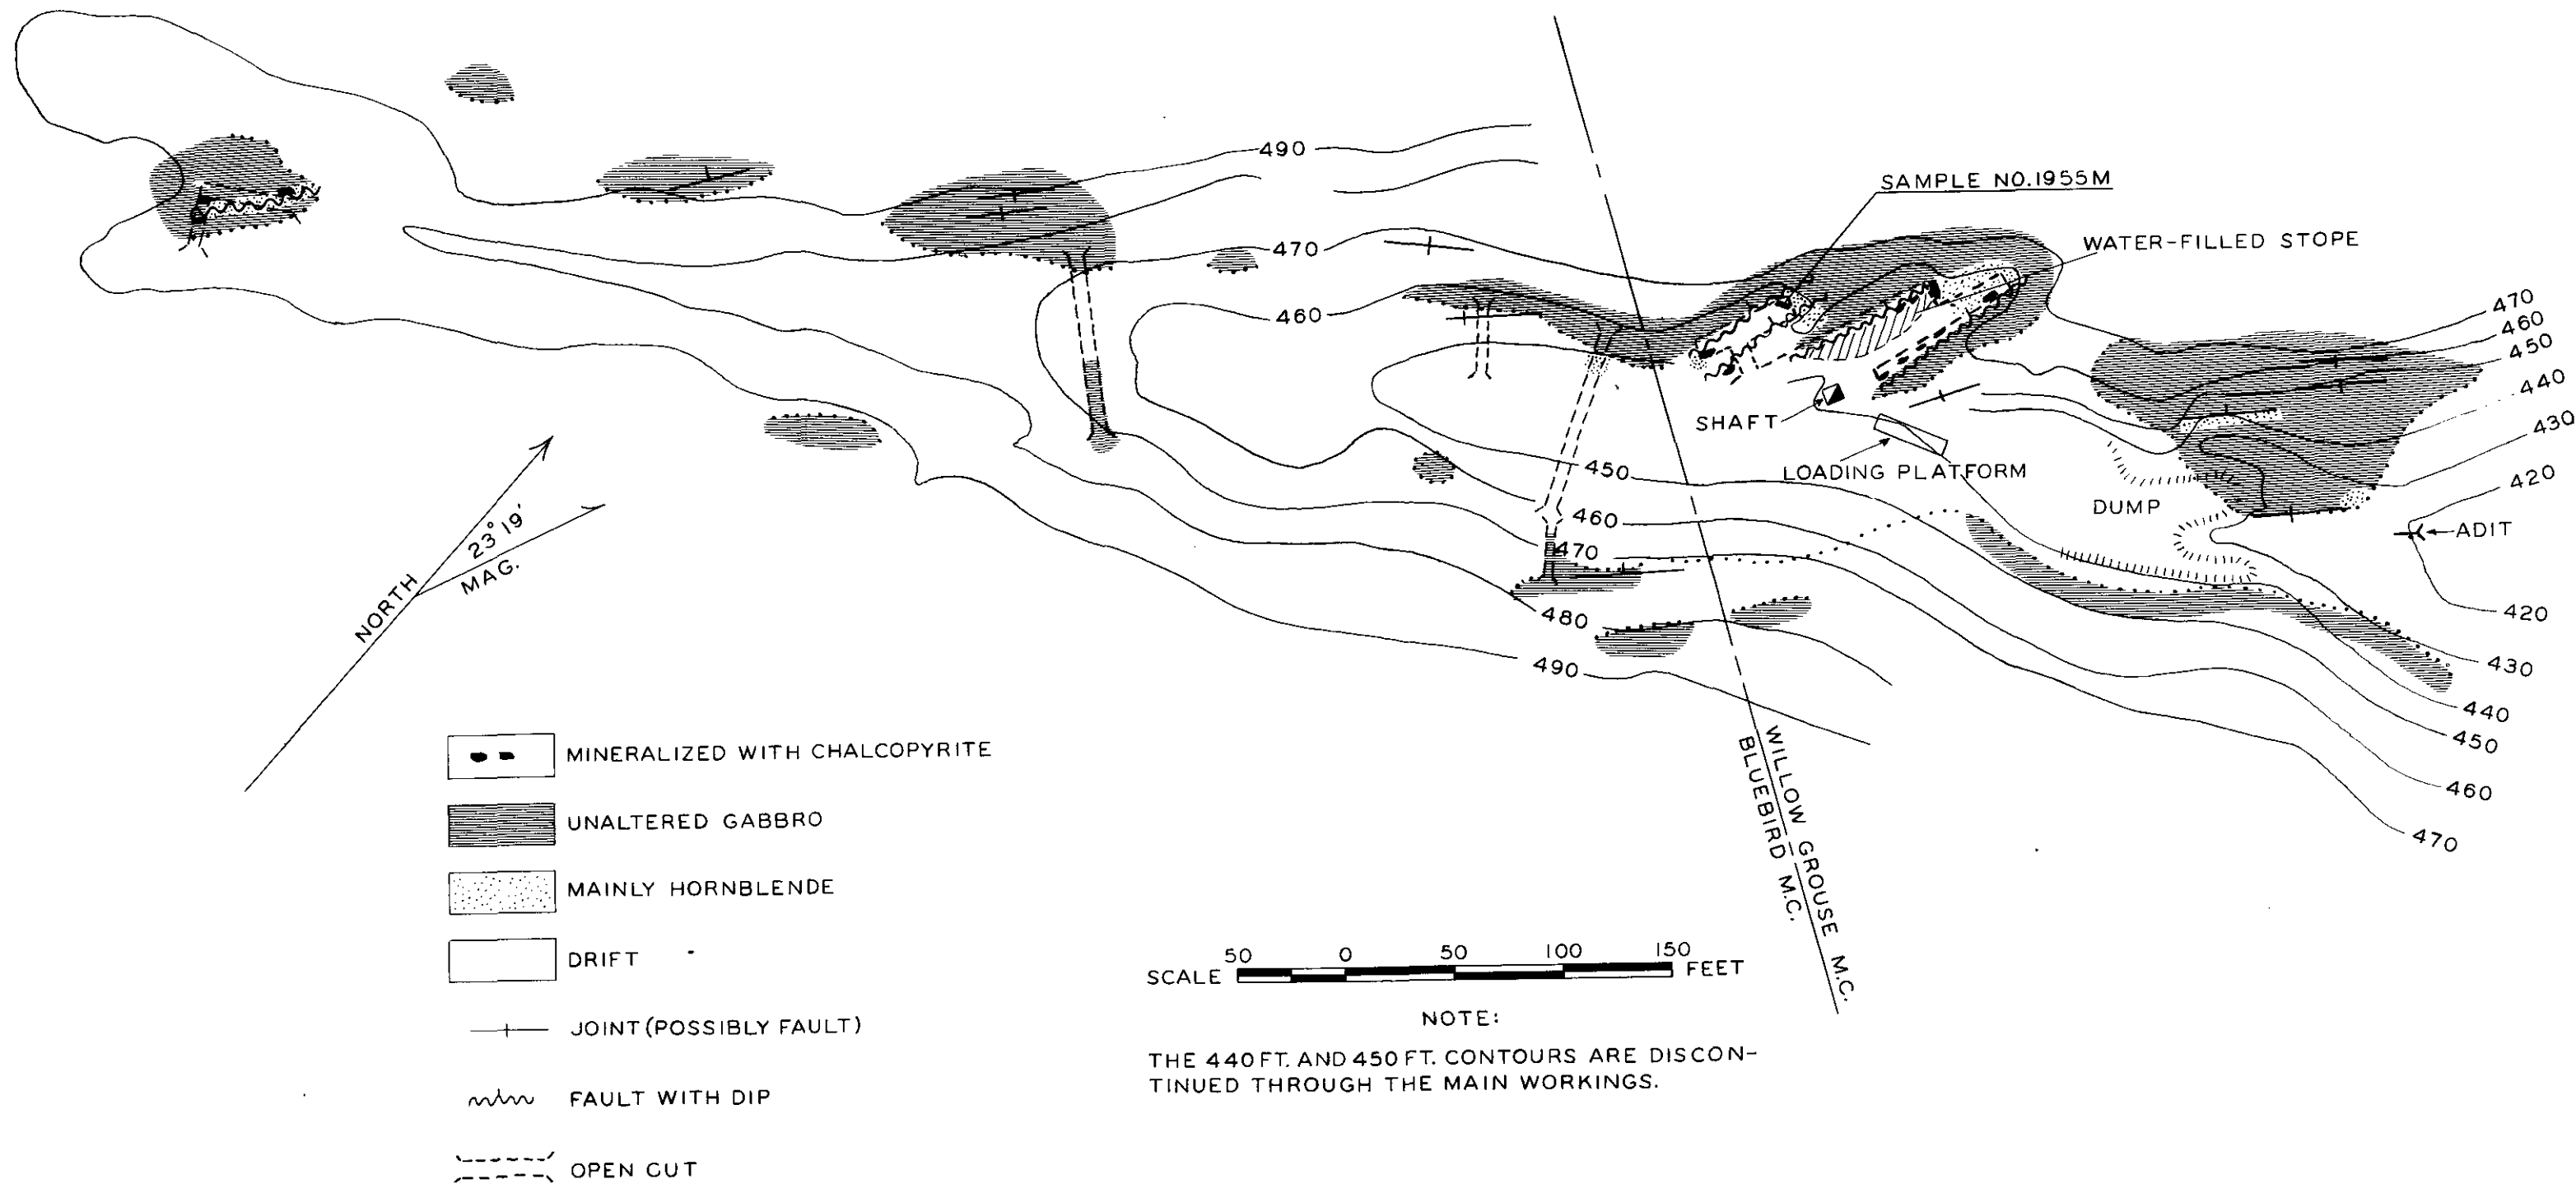 490
SAMPLE NO.1955M
470
WATER-FILLED STOPE
460
470
460
450
440
430
SHAFT
450
LOADING PLATFORM
420
DUMP
460
ADIT
470
23°19'
MAG.
NORTH
480
420
490
430
440
450
460
470
WILLOW GROUSE M.C.
BLUEBIRD M.C.
MINERALIZED WITH CHALCOPYRITE
UNALTERED GABBRO
MAINLY HORNBLENDE
DRIFT
JOINT (POSSIBLY FAULT)
FAULT WITH DIP
OPEN CUT
50 0 50 100 150
SCALE FEET
NOTE:
THE 440 FT. AND 450 FT. CONTOURS ARE DISCON-
TINUED THROUGH THE MAIN WORKINGS.